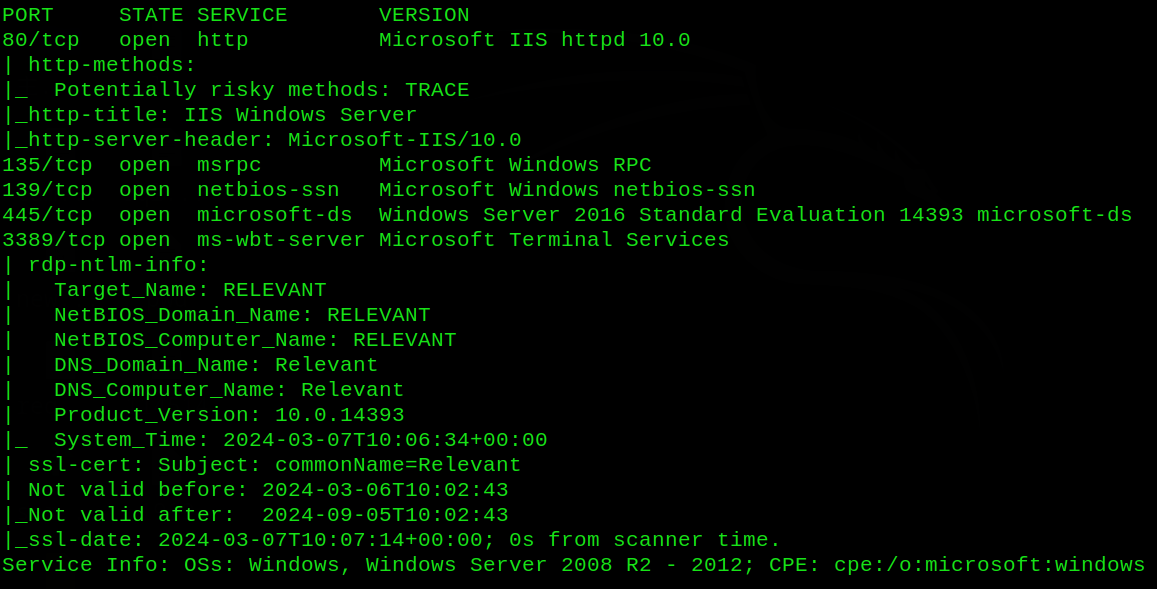 PORT     STATE SERVICE       VERSION
80/tcp   open  http          Microsoft IIS httpd 10.0
| http-methods:
|_  Potentially risky methods: TRACE
|_http-title: IIS Windows Server
|_http-server-header: Microsoft-IIS/10.0
135/tcp  open  msrpc         Microsoft Windows RPC
139/tcp  open  netbios-ssn   Microsoft Windows netbios-ssn
445/tcp  open  microsoft-ds  Windows Server 2016 Standard Evaluation 14393 microsoft-ds
3389/tcp open  ms-wbt-server Microsoft Terminal Services
| rdp-ntlm-info:
|   Target_Name: RELEVANT
|   NetBIOS_Domain_Name: RELEVANT
|   NetBIOS_Computer_Name: RELEVANT
|   DNS_Domain_Name: Relevant
|   DNS_Computer_Name: Relevant
|   Product_Version: 10.0.14393
|_  System_Time: 2024-03-07T10:06:34+00:00
| ssl-cert: Subject: commonName=Relevant
| Not valid before: 2024-03-06T10:02:43
|_Not valid after:  2024-09-05T10:02:43
|_ssl-date: 2024-03-07T10:07:14+00:00; 0s from scanner time.
Service Info: OSs: Windows, Windows Server 2008 R2 - 2012; CPE: cpe:/o:microsoft:windows